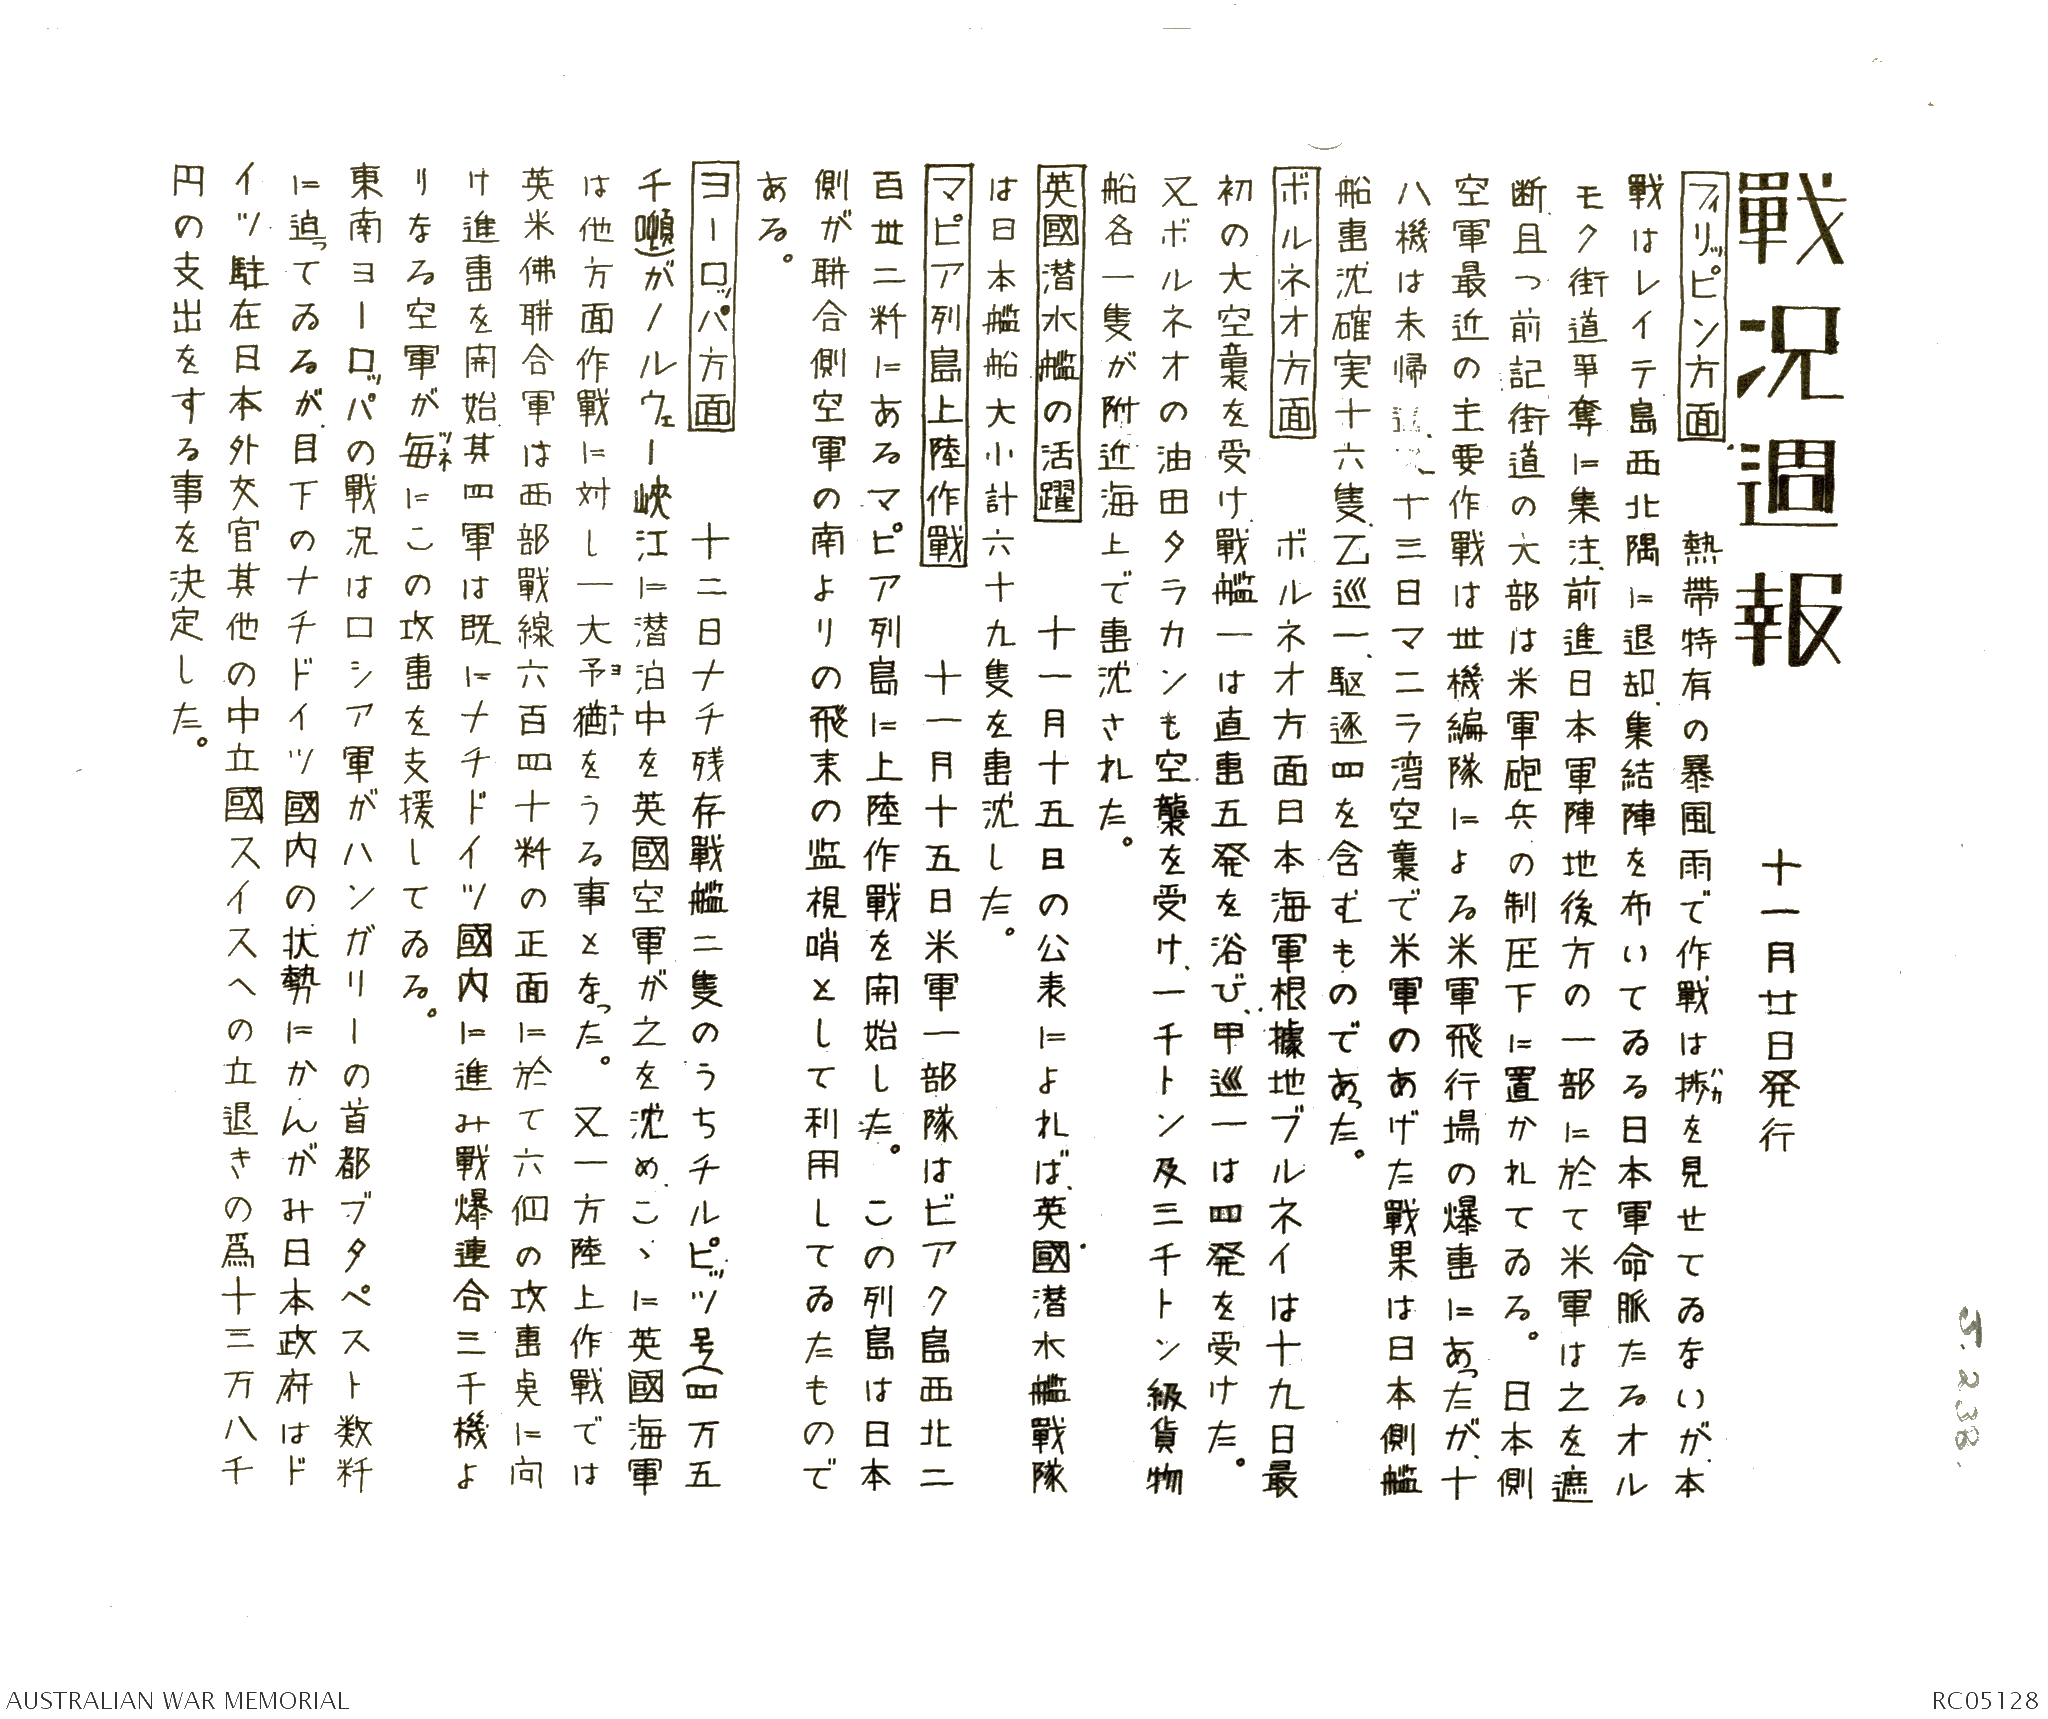 戰況週報　十一月廿日発行
フィリッピン方面　熱帯特有の暴風雨で作戰は捗を見せてゐないが、本
戰はレイテ島西北隅に退却、集結陣を布いてゐる日本軍命脈たるオル
モク街道爭奪に集注、前進日本軍陣地後方の一部に於て米軍は之を遮
断、且つ前記街道の大部は米軍砲兵の制圧下に置かれてゐる。日本側
空軍最近の主要作戰は丗機編隊による米軍飛行場の爆撃にあったが、十
八機は未帰　十三日マニラ湾空襲で米軍のあげた戰果は日本側艦
船撃沈確実十六隻、乙巡一、駆逐四を含むものであった。
ボルネオ方面　ボルネオ方面日本海軍根據地ブルネイは十九日最
初の大空襲を受け、戰艦一は直撃五発を浴び、甲巡一は四発を受けた。
又ボルネオの油田タラカンも空襲を受け、一千トン及三千トン級貨物
船各一隻が附近海上で撃沈された。
英國潜水艦の活躍　十一月十五日の公表によれば、英國潜水艦戰隊
は日本艦船大小計六十九隻を撃沈した。
マピア列島上陸作戰　十一月十五日米軍一部隊はビアク島西北二
百丗二粁にあるマピア列島に上陸作戰を開始した。この列島は日本
側が聯合側空軍の南よりの飛来の监視哨として利用してゐたもので
ある。
ヨーロッパ方面　十二日ナチ残存戰艦二隻のうちチルピッツ号(四万五
千噸)がノルウェー峡江に潜泊中を英國空軍が之を沈め、こゝに英國海軍
は他方面作戰に対し一大予猶をうる事となった。又一方陸上作戰では
英米佛聯合軍は西部戰線六百四十粁の正面に於て六個の攻撃点に向
け進撃を開始、其四軍は既にナチドイツ國内に進み戰爆連合三千機よ
りなる空軍が毎にこの攻撃を支援してゐる。
東南ヨーロッパの戰況はロシア軍がハンガリーの首都ブタペスト数粁
に迫ってゐるが、目下のナチドイツ國内の状勢にかんがみ日本政府はド
イツ駐在日本外交官其他の中立國スイスへの立退きの爲十三万八千
円の支出をする事を決定した。
J. 238.
AUSTRALIAN WAR MEMORIAL
RC05128